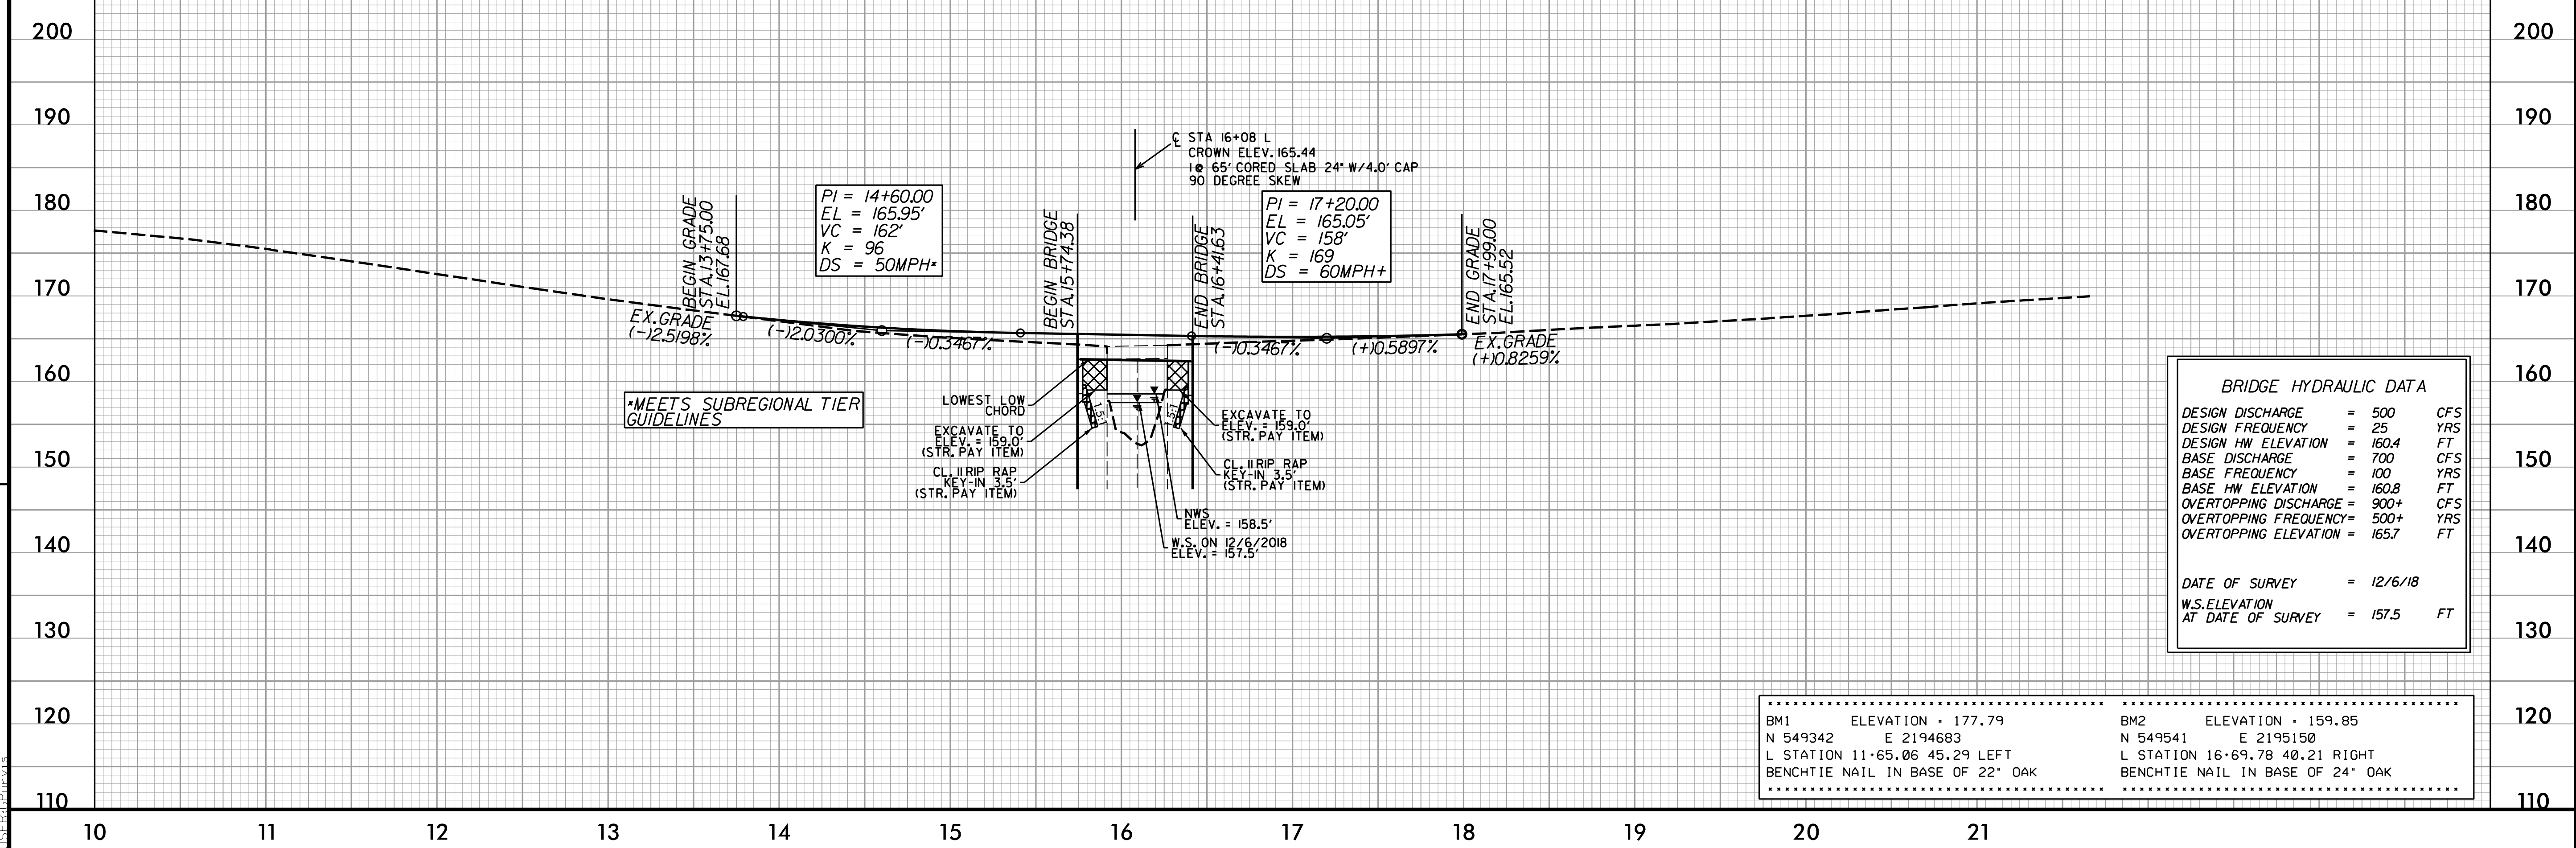 200
190
180
170
160
150
140
130
120
110
℄ STA 16+08 L
CROWN ELEV. 165.44
1@ 65' CORED SLAB 24" W/4.0' CAP
90 DEGREE SKEW
BEGIN GRADE
STA. 13+75.00
EL. 167.68
PI = 14+60.00
EL = 165.95'
VC = 162'
K = 96
DS = 50MPH*
BEGIN BRIDGE
STA. 15+74.38
END BRIDGE
STA. 16+41.63
PI = 17+20.00
EL = 165.05'
VC = 158'
K = 169
DS = 60MPH+
END GRADE
STA. 17+99.00
EL. 165.52
EX. GRADE
(-)2.5198%
(-)2.0300%
(-)0.3467%
(-)0.3467%
(+)0.5897%
EX. GRADE
(+)0.8259%
*MEETS SUBREGIONAL TIER
GUIDELINES
LOWEST LOW
CHORD
EXCAVATE TO
ELEV. = 159.0'
(STR. PAY ITEM)
CL. II RIP RAP
KEY-IN 3.5'
(STR. PAY ITEM)
1.5:1
EXCAVATE TO
ELEV. = 159.0'
(STR. PAY ITEM)
CL. II RIP RAP
KEY-IN 3.5'
(STR. PAY ITEM)
NWS
ELEV. = 158.5'
W.S. ON 12/6/2018
ELEV. = 157.5'
BRIDGE HYDRAULIC DATA
DESIGN DISCHARGE = 500 CFS
DESIGN FREQUENCY = 25 YRS
DESIGN HW ELEVATION = 160.4 FT
BASE DISCHARGE = 700 CFS
BASE FREQUENCY = 100 YRS
BASE HW ELEVATION = 160.8 FT
OVERTOPPING DISCHARGE = 900+ CFS
OVERTOPPING FREQUENCY= 500+ YRS
OVERTOPPING ELEVATION = 165.7 FT
DATE OF SURVEY = 12/6/18
W.S. ELEVATION
AT DATE OF SURVEY = 157.5 FT
BM1 ELEVATION = 177.79
N 549342 E 2194683
L STATION 11+65.06 45.29 LEFT
BENCHTIE NAIL IN BASE OF 22" OAK
BM2 ELEVATION = 159.85
N 549541 E 2195150
L STATION 16+69.78 40.21 RIGHT
BENCHTIE NAIL IN BASE OF 24" OAK
200
190
180
170
160
150
140
130
120
110
10 11 12 13 14 15 16 17 18 19 20 21